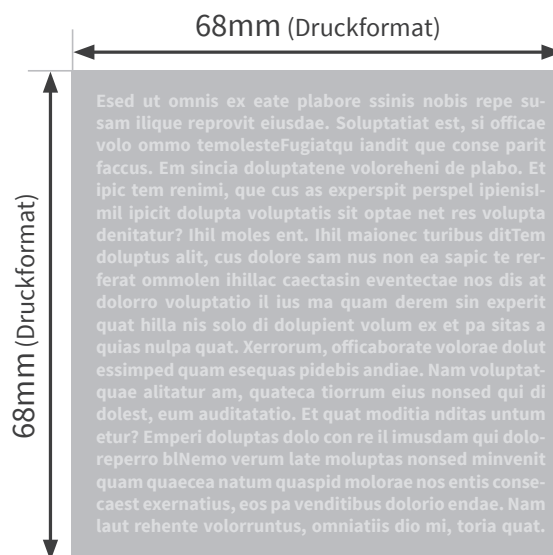 68mm (Druckformat)
68mm (Druckformat)
Esed ut omnis ex eate plabore ssinis nobis repe su-
sam ilique reprovit eiusdae. Soluptatiat est, si officae
volo ommo temolesteFugiatqu iandit que conse parit
faccus. Em sincia doluptatene voloreheni de plabo. Et
ipic tem renimi, que cus as experspit perspel ipienisl-
mil ipicit dolupta voluptatis sit optae net res volupta
denitatur? Ihil moles ent. Ihil maionec turibus ditTem
doluptus alit, cus dolore sam nus non ea sapic te rer-
ferat ommolen ihillac caectasin eventectae nos dis at
dolorro voluptatio il ius ma quam derem sin experit
quat hilla nis solo di dolupient volum ex et pa sitas a
quias nulpa quat. Xerrorum, officaborate volorae dolut
essimped quam esequas pidebis andiae. Nam voluptat-
quae alitatur am, quateca tiorrum eius nonsed qui di
dolest, eum auditatatio. Et quat moditia nditas untum
etur? Emperi doluptas dolo con re il imusdam qui dolo-
reperro blNemo verum late moluptas nonsed minvenit
quam quaecea natum quaspid molorae nos entis conse-
caest exernatius, eos pa venditibus dolorio endae. Nam
laut rehente volorruntus, omniatiis dio mi, toria quat.